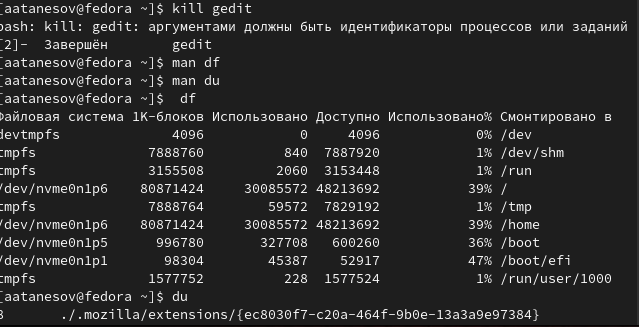 [aatanesov@fedora ~]$ kill gedit
bash: kill: gedit: аргументами должны быть идентификаторы процессов или заданий
[2]-  Завершён        gedit
[aatanesov@fedora ~]$ man df
[aatanesov@fedora ~]$ man du
[aatanesov@fedora ~]$  df
Файловая система 1K-блоков Использовано Доступно Использовано% Смонтировано в
devtmpfs             4096            0     4096            0% /dev
tmpfs             7888760          840  7887920            1% /dev/shm
tmpfs             3155508         2060  3153448            1% /run
/dev/nvme0n1p6   80871424     30085572 48213692           39% /
tmpfs             7888764        59572  7829192            1% /tmp
/dev/nvme0n1p6   80871424     30085572 48213692           39% /home
/dev/nvme0n1p5     996780       327708   600260           36% /boot
/dev/nvme0n1p1      98304        45387    52917           47% /boot/efi
tmpfs             1577752          228  1577524            1% /run/user/1000
[aatanesov@fedora ~]$ du
8       ./.mozilla/extensions/{ec8030f7-c20a-464f-9b0e-13a3a9e97384}